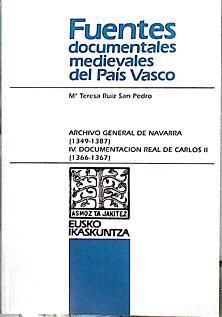 Fuentes
documentales
medievales
del País Vasco
Mª Teresa Ruiz San Pedro
ARCHIVO GENERAL DE NAVARRA
(1349-1387)
IV. DOCUMENTACION REAL DE CARLOS II
(1366-1367)
ASMOZ TA JAKITEZ
EUSKO
IKASKUNTZA